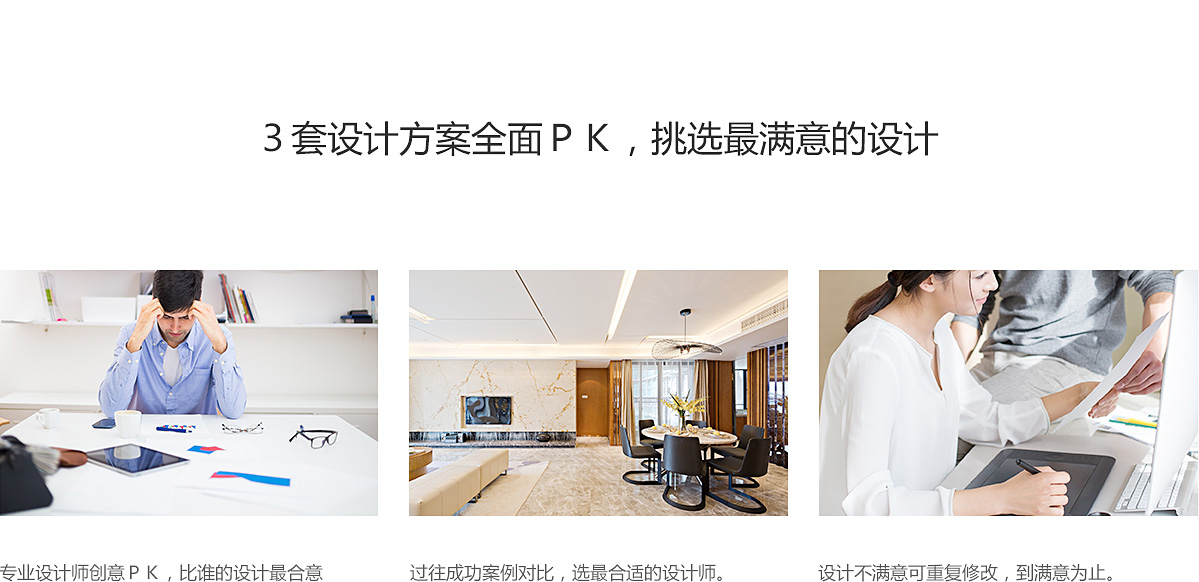 3套设计方案全面PK，挑选最满意的设计
专业设计师创意PK，比谁的设计最合意
过往成功案例对比，选最合适的设计师。
设计不满意可重复修改，到满意为止。